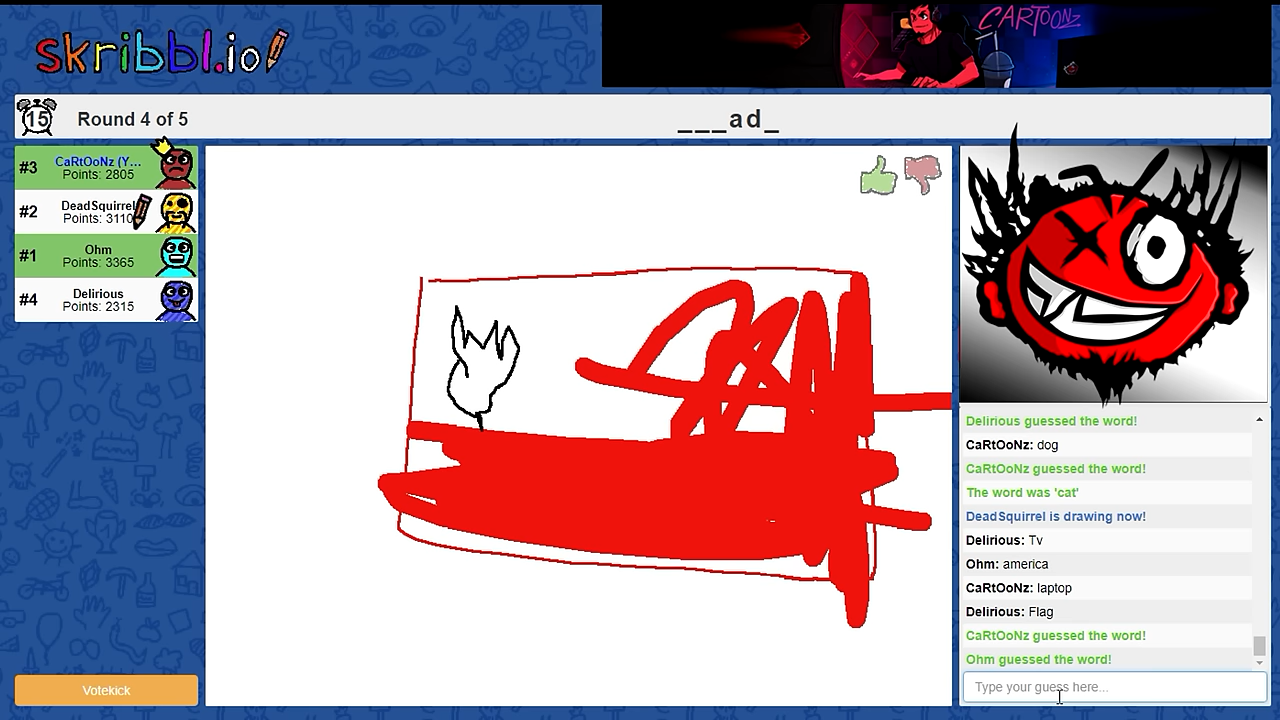 skribbl.io
CARTOONZ
15
Round 4 of 5
___ad_
#3
CaRtOoNz (Y...
Points: 2805
#2
DeadSquirrel
Points: 3110
#1
Ohm
Points: 3365
#4
Delirious
Points: 2315
Delirious guessed the word!
CaRtOoNz: dog
CaRtOoNz guessed the word!
The word was 'cat'
DeadSquirrel is drawing now!
Delirious: Tv
Ohm: america
CaRtOoNz: laptop
Delirious: Flag
CaRtOoNz guessed the word!
Ohm guessed the word!
Type your guess here...
Votekick